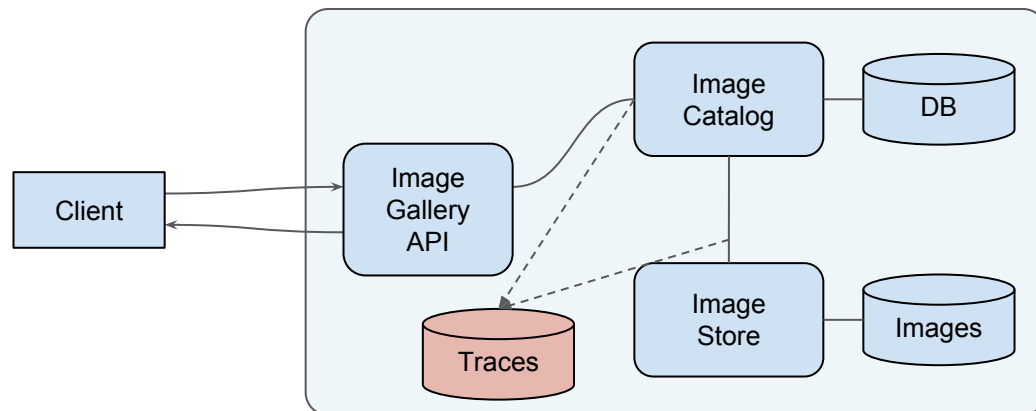 Client
Image
Gallery
API
Image
Catalog
DB
Image
Store
Images
Traces